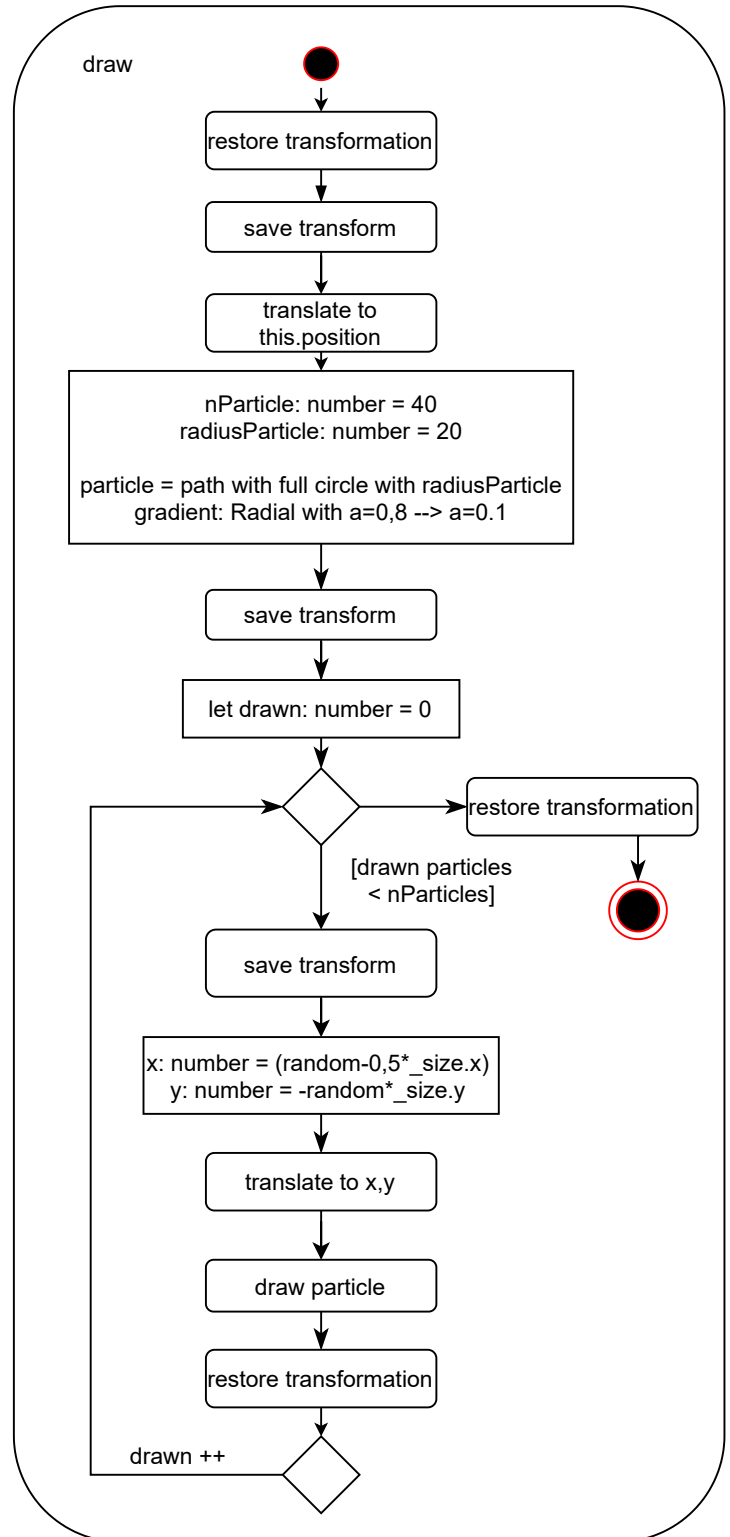 draw
restore transformation
save transform
translate to
this.position
nParticle: number = 40
radiusParticle: number = 20
particle = path with full circle with radiusParticle
gradient: Radial with a=0,8 --> a=0.1
save transform
let drawn: number = 0
restore transformation
[drawn particles
< nParticles]
save transform
x: number = (random-0,5*_size.x)
y: number = -random*_size.y
translate to x,y
draw particle
restore transformation
drawn ++